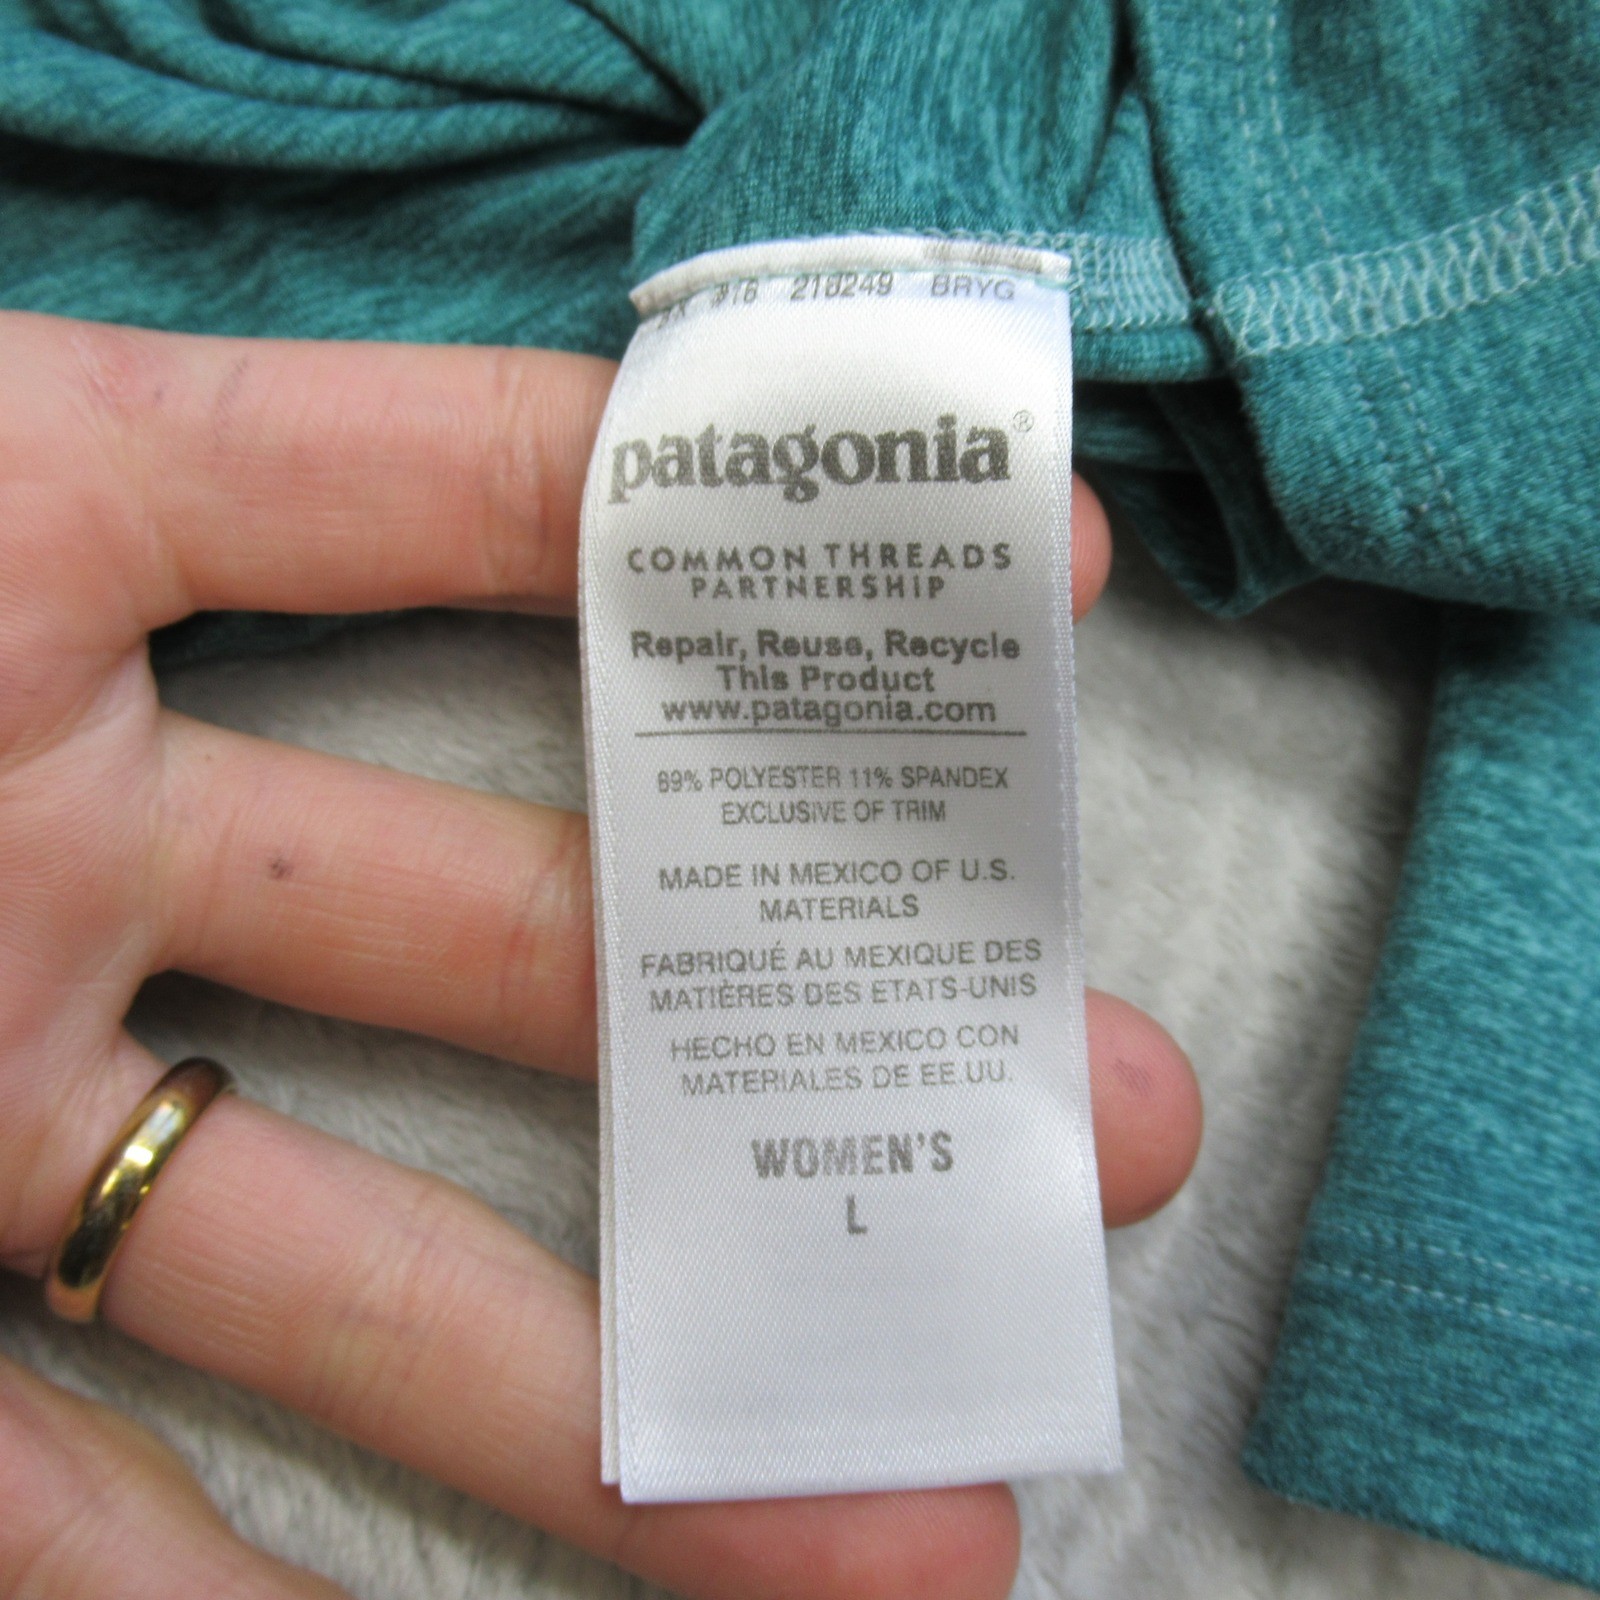 218249 BRYG
patagonia®
COMMON THREADS
PARTNERSHIP
Repair, Reuse, Recycle
This Product
www.patagonia.com
89% POLYESTER 11% SPANDEX
EXCLUSIVE OF TRIM
MADE IN MEXICO OF U.S.
MATERIALS
FABRIQUÉ AU MEXIQUE DES
MATIÈRES DES ETATS-UNIS
HECHO EN MEXICO CON
MATERIALES DE EE.UU.
WOMEN'S
L